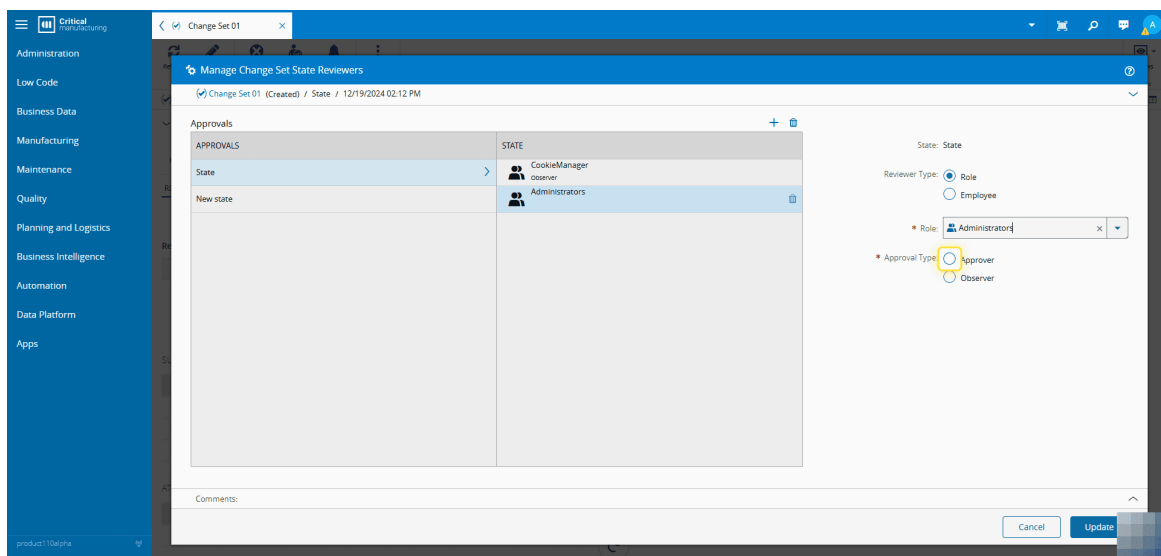 Critical
manufacturing
Change Set 01
A
Administration
Low Code
Business Data
Manufacturing
Maintenance
Quality
Planning and Logistics
Business Intelligence
Automation
Data Platform
Apps
product110alpha
Manage Change Set State Reviewers
Change Set 01 (Created) / State / 12/19/2024 02:12 PM
Approvals
APPROVALS
STATE
State
CookieManager
Observer
New state
Administrators
State: State
Reviewer Type: Role
Employee
* Role: Administrators
* Approval Type: Approver
Observer
Comments:
Cancel
Update